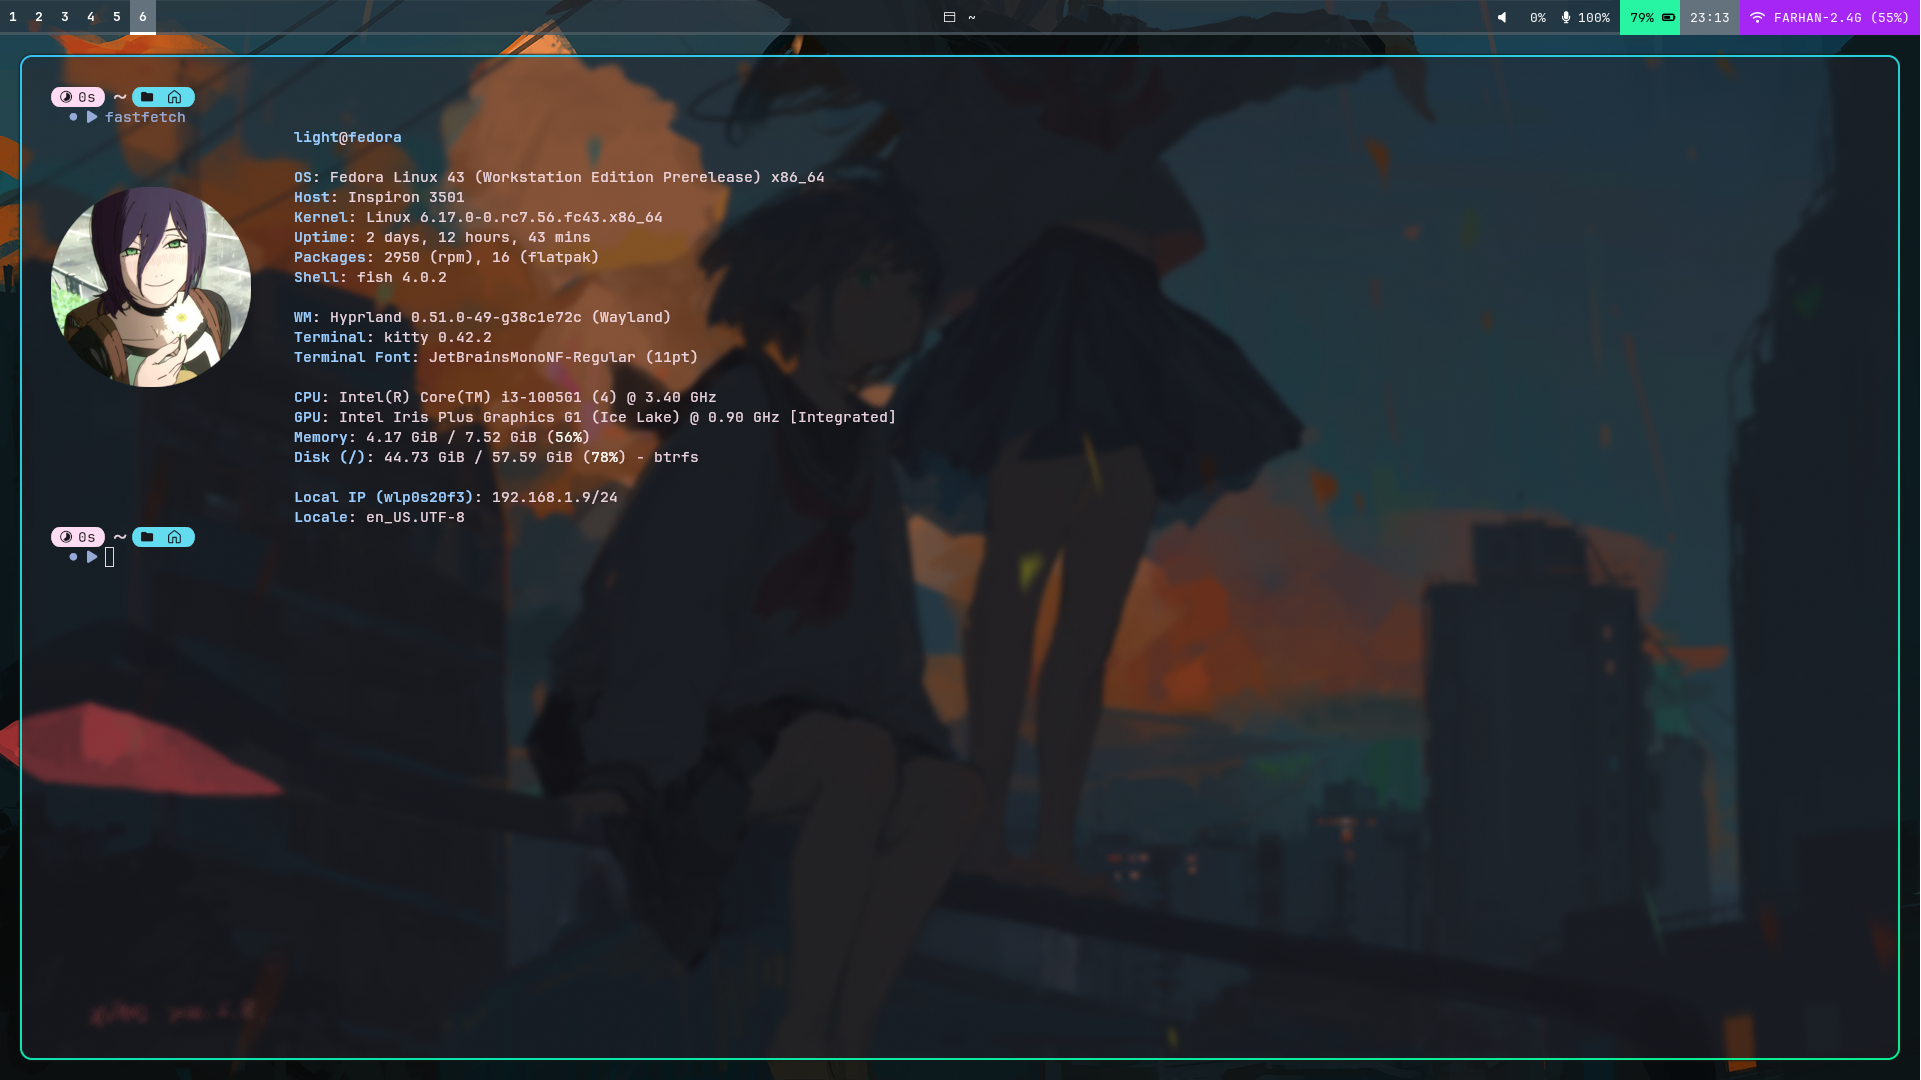 1 2 3 4 5 6 ~ 0% 100% 79% 23:13 FARHAN-2.4G (55%)
0s ~
fastfetch
light@fedora
OS: Fedora Linux 43 (Workstation Edition Prerelease) x86_64
Host: Inspiron 3501
Kernel: Linux 6.17.0-0.rc7.56.fc43.x86_64
Uptime: 2 days, 12 hours, 43 mins
Packages: 2950 (rpm), 16 (flatpak)
Shell: fish 4.0.2
WM: Hyprland 0.51.0-49-g38c1e72c (Wayland)
Terminal: kitty 0.42.2
Terminal Font: JetBrainsMonoNF-Regular (11pt)
CPU: Intel(R) Core(TM) i3-1005G1 (4) @ 3.40 GHz
GPU: Intel Iris Plus Graphics G1 (Ice Lake) @ 0.90 GHz [Integrated]
Memory: 4.17 GiB / 7.52 GiB (56%)
Disk (/): 44.73 GiB / 57.59 GiB (78%) - btrfs
Local IP (wlp0s20f3): 192.168.1.9/24
Locale: en_US.UTF-8
0s ~